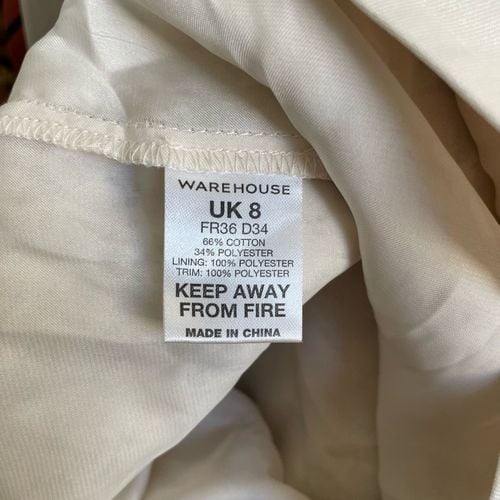 WAREHOUSE
UK 8
FR36 D34
66% COTTON
34% POLYESTER
LINING: 100% POLYESTER
TRIM: 100% POLYESTER
KEEP AWAY
FROM FIRE
MADE IN CHINA